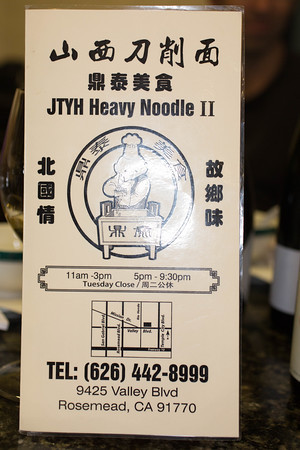 山西刀削面
鼎泰美食
JTYH Heavy Noodle II
北國情
鼎泰美食
故鄉味
11am -3pm 5pm - 9:30pm
Tuesday Close / 周二公休
Valley Blvd.
TEL: (626) 442-8999
9425 Valley Blvd
Rosemead, CA 91770